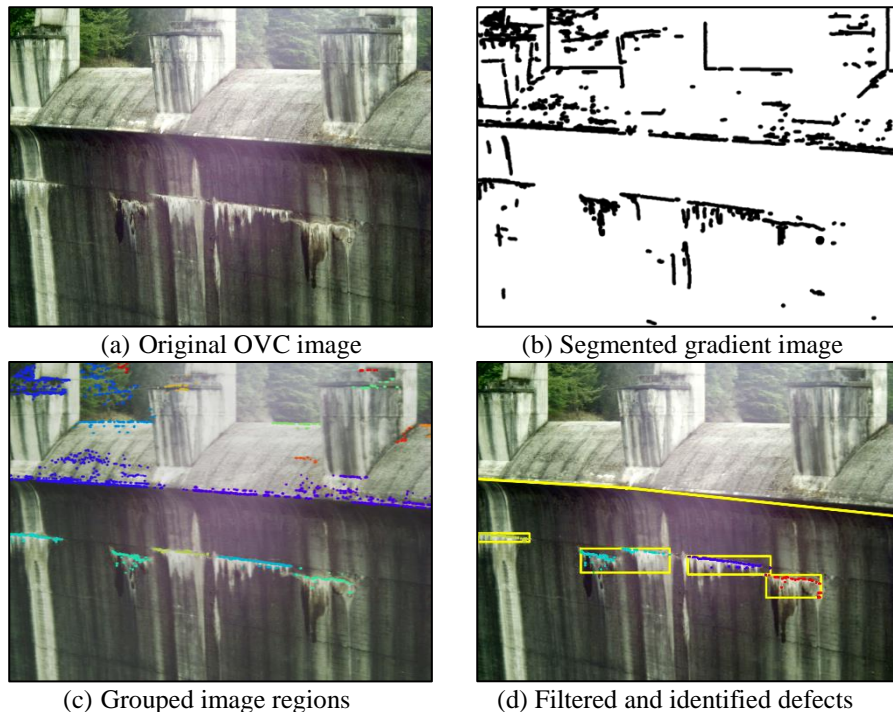 (a) Original OVC image
(b) Segmented gradient image
(c) Grouped image regions
(d) Filtered and identified defects